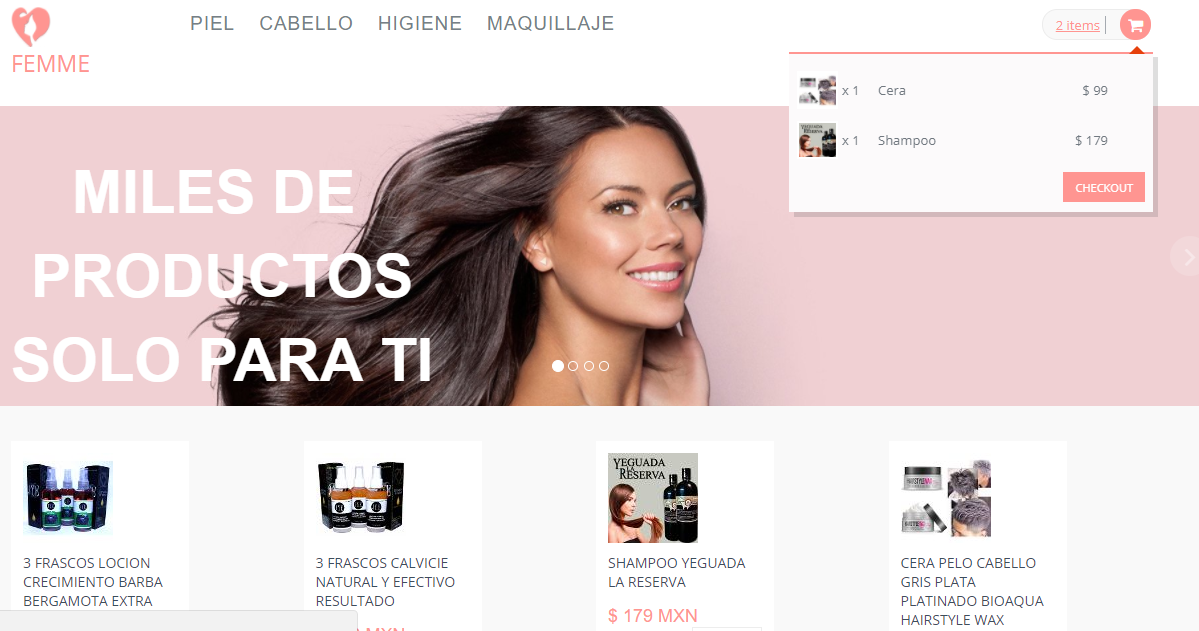 FEMME
PIEL CABELLO HIGIENE MAQUILLAJE
2 items
x 1 Cera $ 99
x 1 Shampoo $ 179
CHECKOUT
MILES DE
PRODUCTOS
SOLO PARA TI
3 FRASCOS LOCION
CRECIMIENTO BARBA
BERGAMOTA EXTRA
3 FRASCOS CALVICIE
NATURAL Y EFECTIVO
RESULTADO
MXN
YEGUADA
LA
RESERVA
SHAMPOO YEGUADA
LA RESERVA
$ 179 MXN
CERA PELO CABELLO
GRIS PLATA
PLATINADO BIOAQUA
HAIRSTYLE WAX